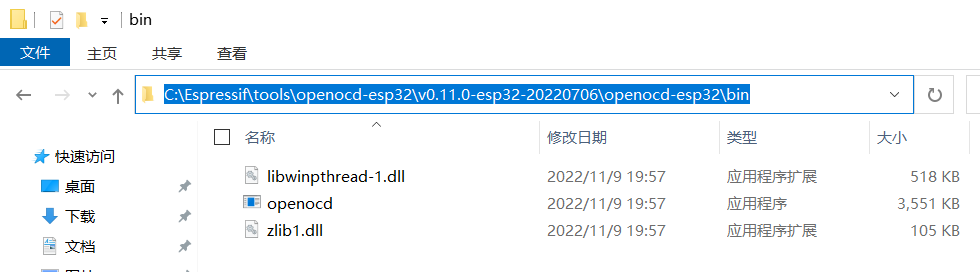 bin
文件 主页 共享 查看
C:\Espressif\tools\openocd-esp32\v0.11.0-esp32-20220706\openocd-esp32\bin
名称 修改日期 类型 大小
快速访问
libwinpthread-1.dll 2022/11/9 19:57 应用程序扩展 518 KB
桌面
openocd 2022/11/9 19:57 应用程序 3,551 KB
下载
zlib1.dll 2022/11/9 19:57 应用程序扩展 105 KB
文档